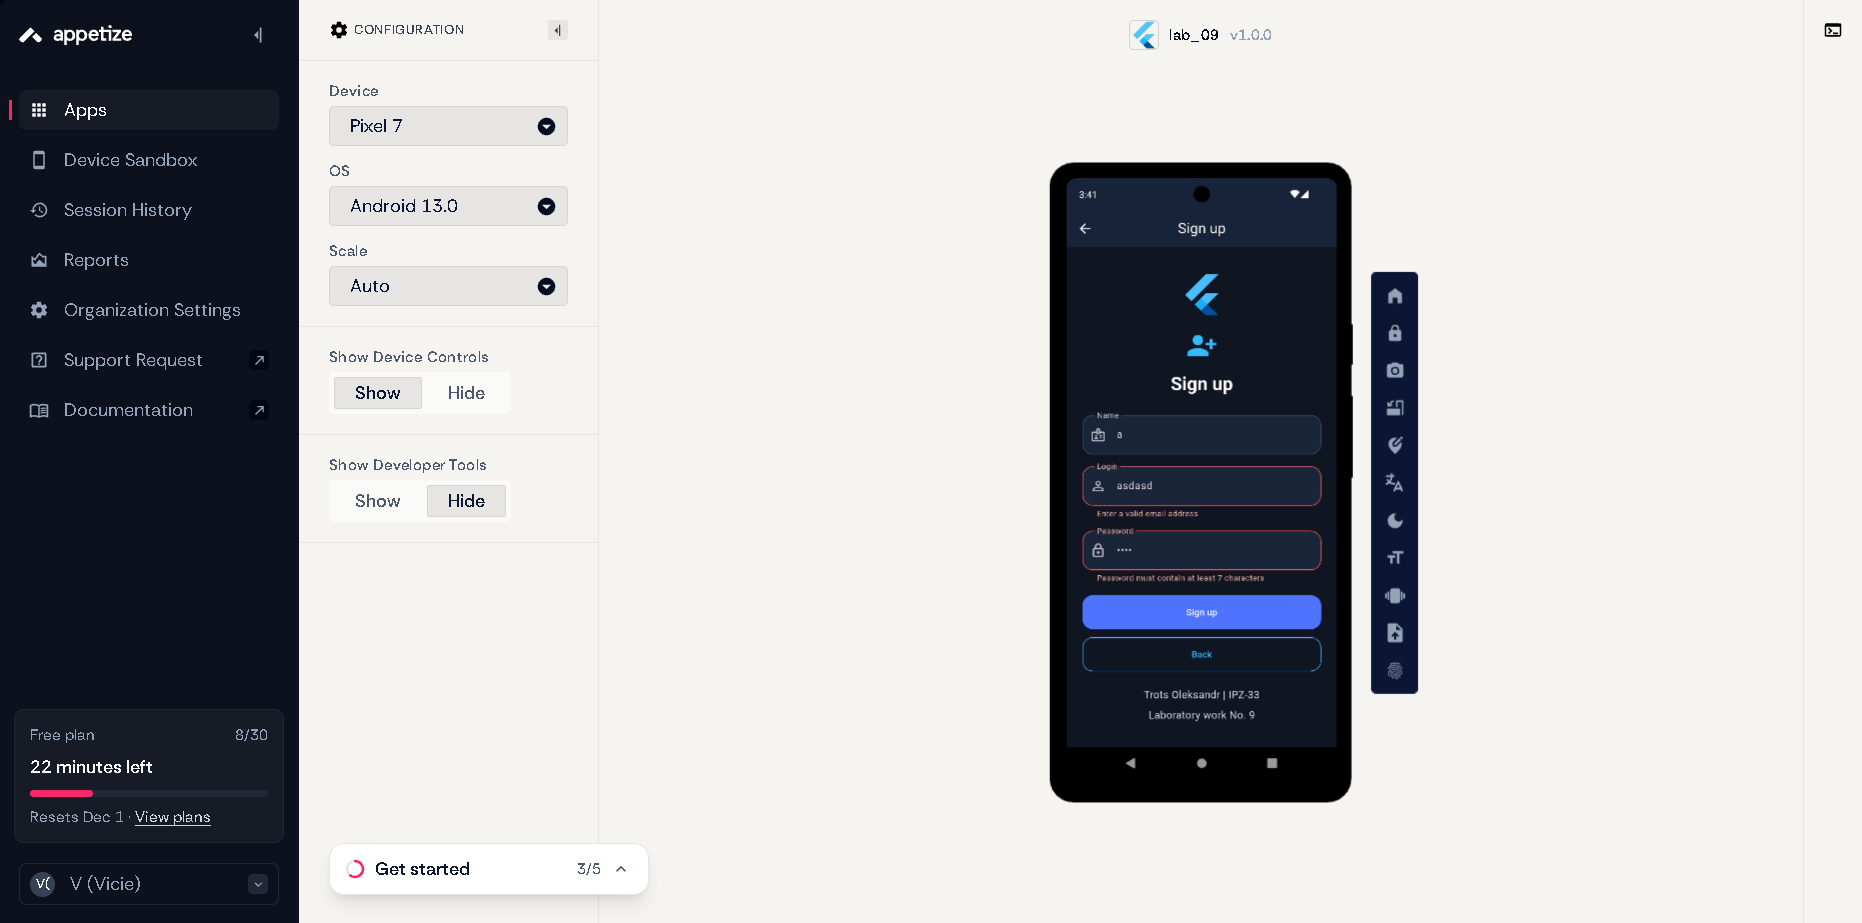 appetize
Apps
Device Sandbox
Session History
Reports
Organization Settings
Support Request
Documentation
Free plan 8/30
22 minutes left
Resets Dec 1 · View plans
V( V (Vicie)
CONFIGURATION
Device
Pixel 7
OS
Android 13.0
Scale
Auto
Show Device Controls
Show Hide
Show Developer Tools
Show Hide
Get started 3/5
lab_09 v1.0.0
3:41
Sign up
Sign up
Name
a
Login
asdasd
Enter a valid email address
Password
····
Password must contain at least 7 characters
Sign up
Back
Trots Oleksandr | IPZ-33
Laboratory work No. 9